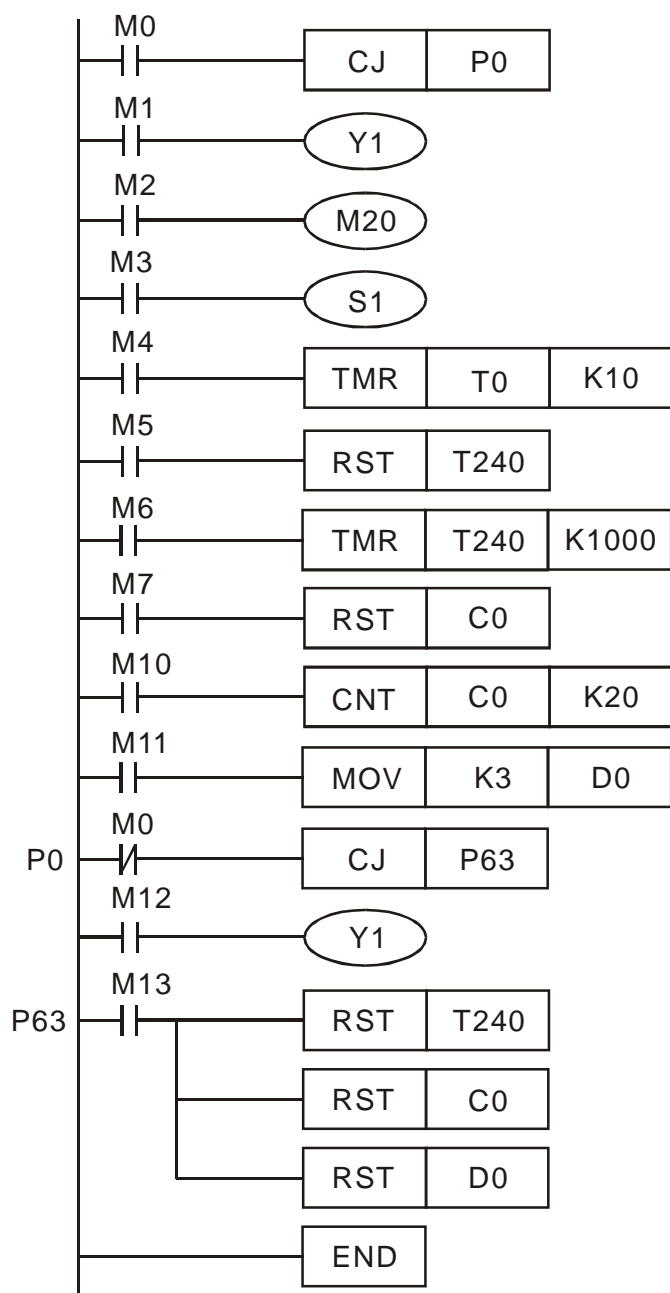 M0
CJ P0
M1
Y1
M2
M20
M3
S1
M4
TMR T0 K10
M5
RST T240
M6
TMR T240 K1000
M7
RST C0
M10
CNT C0 K20
M11
MOV K3 D0
M0
P0 CJ P63
M12
Y1
M13
P63 RST T240
RST C0
RST D0
END